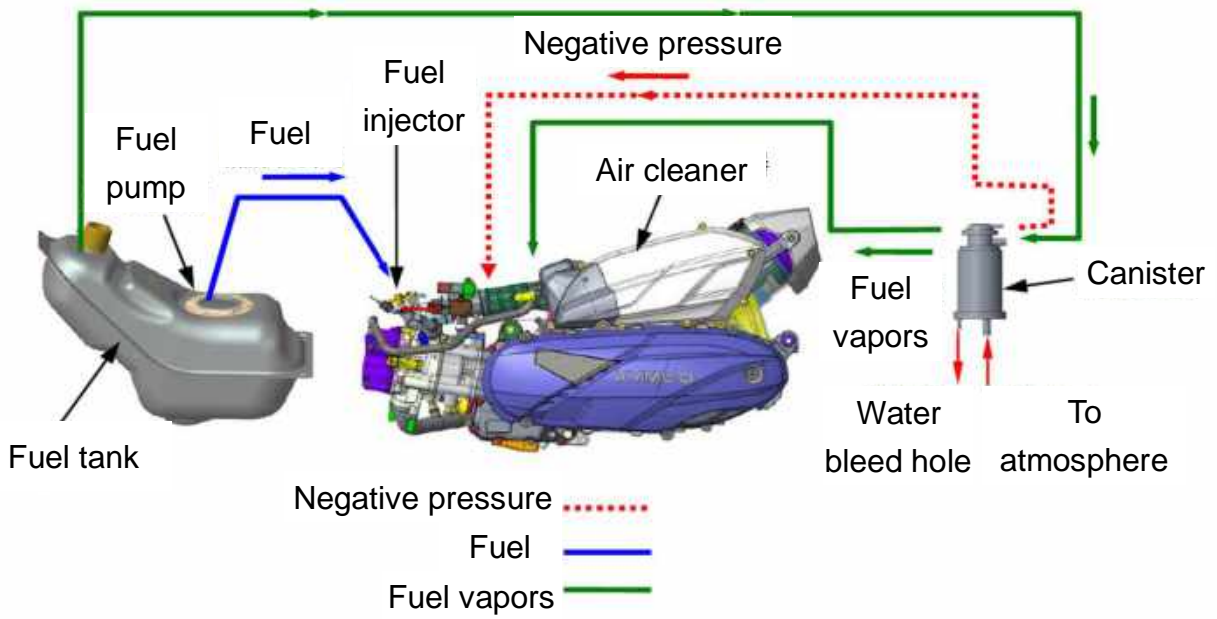 Negative pressure
Fuel
injector
Fuel
Fuel
pump
Air cleaner
Canister
Fuel
vapors
Water
bleed hole
To
atmosphere
Fuel tank
Negative pressure
Fuel
Fuel vapors